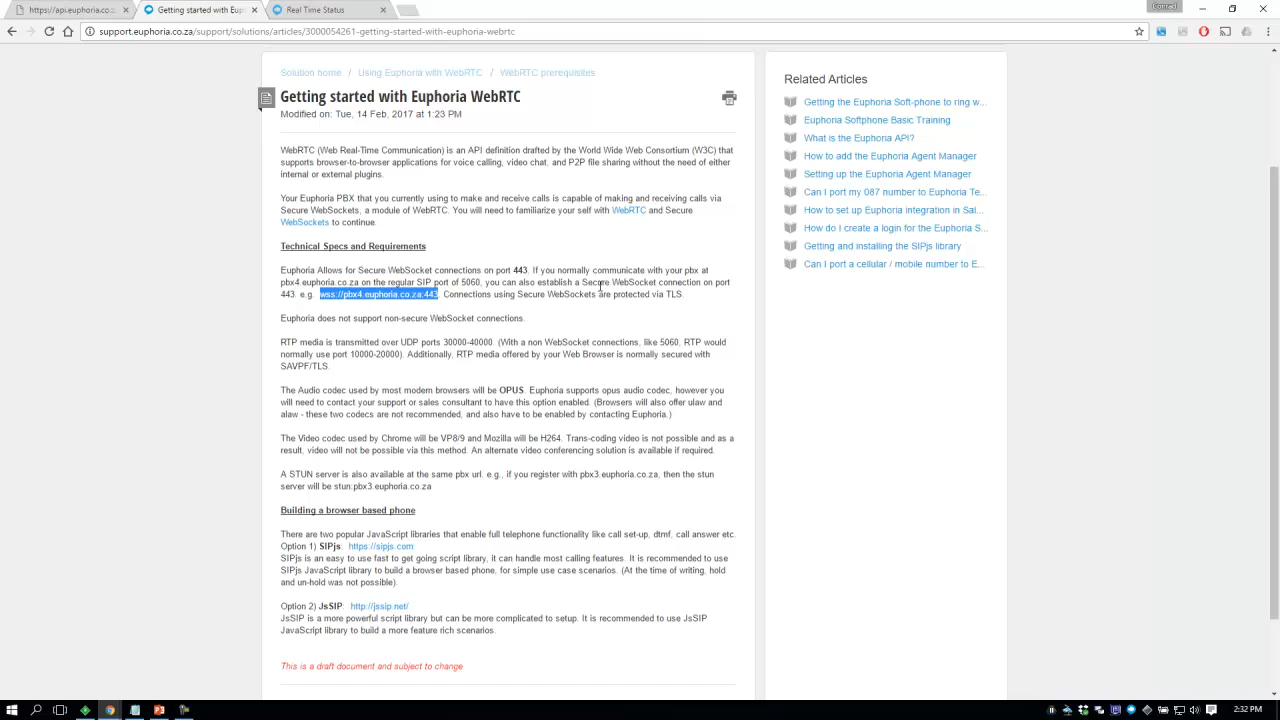 https://api.euphoria.co.za
Getting started with Eupho
Real Time
Conrad
support.euphoria.co.za/support/solutions/articles/3000054261-getting-started-with-euphoria-webrtc
Solution home / Using Euphoria with WebRTC / WebRTC prerequisites
Getting started with Euphoria WebRTC
Modified on: Tue, 14 Feb, 2017 at 1:23 PM
WebRTC (Web Real-Time Communication) is an API definition drafted by the World Wide Web Consortium (W3C) that
supports browser-to-browser applications for voice calling, video chat, and P2P file sharing without the need of either
internal or external plugins.
Your Euphoria PBX that you currently using to make and receive calls is capable of making and receiving calls via
Secure WebSockets, a module of WebRTC. You will need to familiarize your self with WebRTC and Secure
WebSockets to continue.
Technical Specs and Requirements
Euphoria Allows for Secure WebSocket connections on port 443. If you normally communicate with your pbx at
pbx4.euphoria.co.za on the regular SIP port of 5060, you can also establish a Secure WebSocket connection on port
443. e.g. wss://pbx4.euphoria.co.za:443. Connections using Secure WebSockets are protected via TLS.
Euphoria does not support non-secure WebSocket connections.
RTP media is transmitted over UDP ports 30000-40000. (With a non WebSocket connections, like 5060, RTP would
normally use port 10000-20000). Additionally, RTP media offered by your Web Browser is normally secured with
SAVPF/TLS.
The Audio codec used by most modern browsers will be OPUS. Euphoria supports opus audio codec, however you
will need to contact your support or sales consultant to have this option enabled. (Browsers will also offer ulaw and
alaw - these two codecs are not recommended, and also have to be enabled by contacting Euphoria.)
The Video codec used by Chrome will be VP8/9 and Mozilla will be H264. Trans-coding video is not possible and as a
result, video will not be possible via this method. An alternate video conferencing solution is available if required.
A STUN server is also available at the same pbx url. e.g., if you register with pbx3.euphoria.co.za, then the stun
server will be stun:pbx3.euphoria.co.za
Building a browser based phone
There are two popular JavaScript libraries that enable full telephone functionality like call set-up, dtmf, call answer etc.
Option 1) SIPjs: https://sipjs.com
SIPjs is an easy to use fast to get going script library, it can handle most calling features. It is recommended to use
SIPjs JavaScript library to build a browser based phone, for simple use case scenarios. (At the time of writing, hold
and un-hold was not possible).
Option 2) JsSIP: http://jssip.net/
JsSIP is a more powerful script library but can be more complicated to setup. It is recommended to use JsSIP
JavaScript library to build a more feature rich scenarios.
This is a draft document and subject to change
Related Articles
Getting the Euphoria Soft-phone to ring w...
Euphoria Softphone Basic Training
What is the Euphoria API?
How to add the Euphoria Agent Manager
Setting up the Euphoria Agent Manager
Can I port my 087 number to Euphoria Te...
How to set up Euphoria integration in Sal...
How do I create a login for the Euphoria S...
Getting and installing the SIPjs library
Can I port a cellular / mobile number to E...
2:32 PM